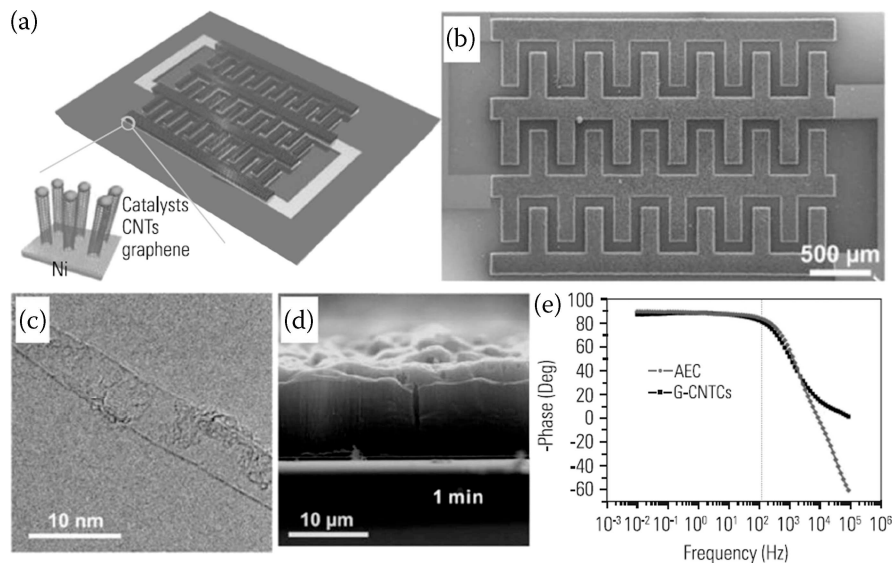 (a)
Catalysts
CNTs
graphene
Ni
(b)
500 µm
(c)
10 nm
(d)
1 min
10 µm
(e)
100
80
60
40
20
0
-20
-40
-60
-Phase (Deg)
AEC
G-CNTCs
10-3 10-2 10-1 100 101 102 103 104 105 106
Frequency (Hz)